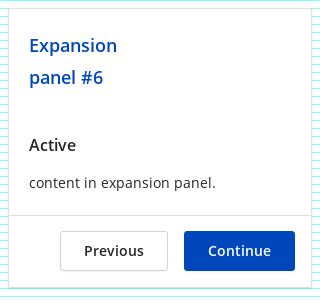 Expansion
panel #6
Active
content in expansion panel.
Previous
Continue